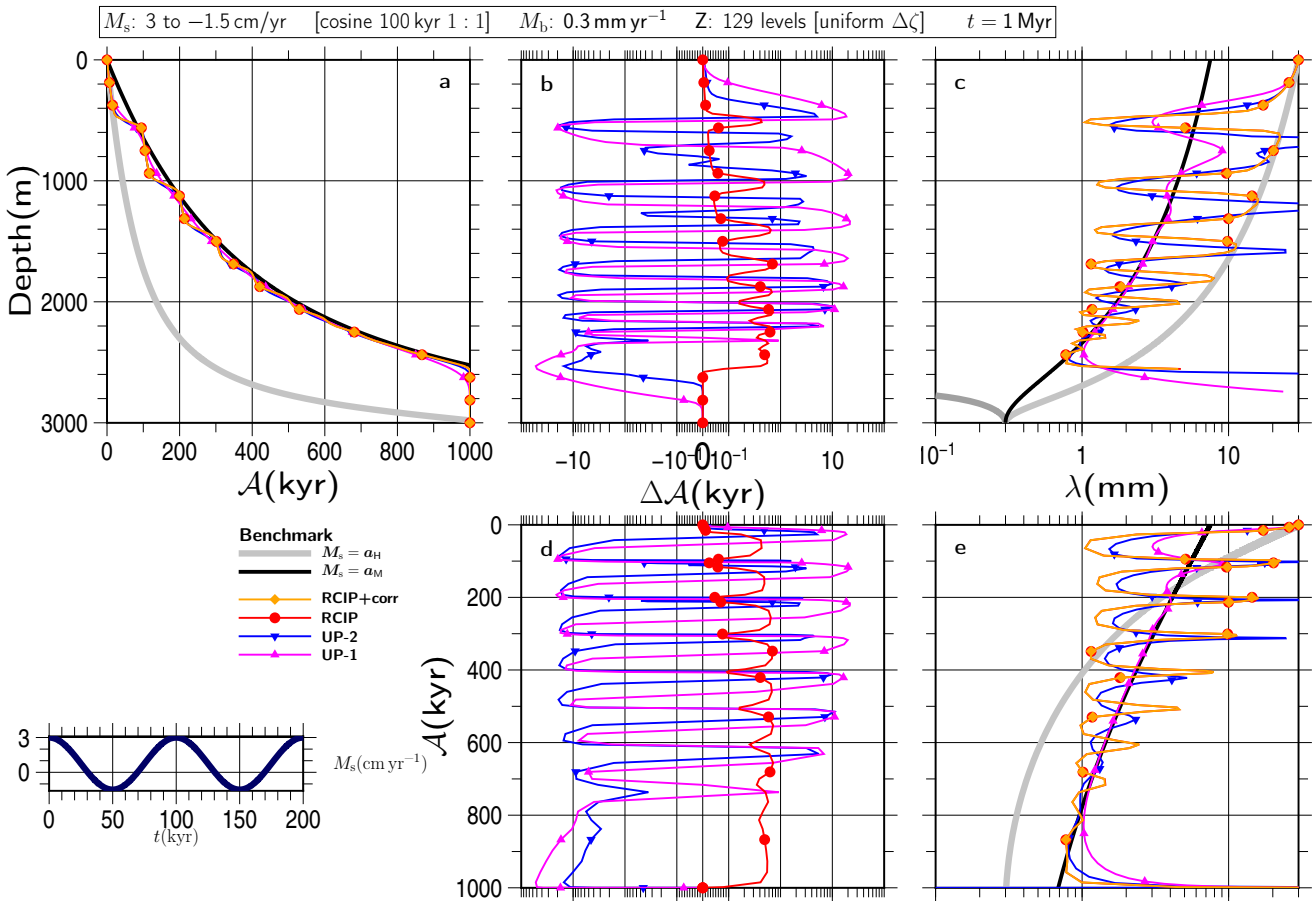 Mₛ: 3 to −1.5 cm/yr [cosine 100 kyr 1 : 1] M_b: 0.3 mm yr⁻¹ Z: 129 levels [uniform Δζ] t = 1 Myr
0
1000
2000
3000
Depth(m)
a
0 200 400 600 800 1000
𝒜(kyr)
b
−10 −10⁻¹ 0 10⁻¹ 10
Δ𝒜(kyr)
c
10⁻¹ 1 10
λ(mm)
Benchmark
Mₛ = a_H
Mₛ = a_M
RCIP+corr
RCIP
UP-2
UP-1
3
0
Mₛ(cm yr⁻¹)
0 50 100 150 200
t(kyr)
d
0
200
400
600
800
1000
𝒜(kyr)
e